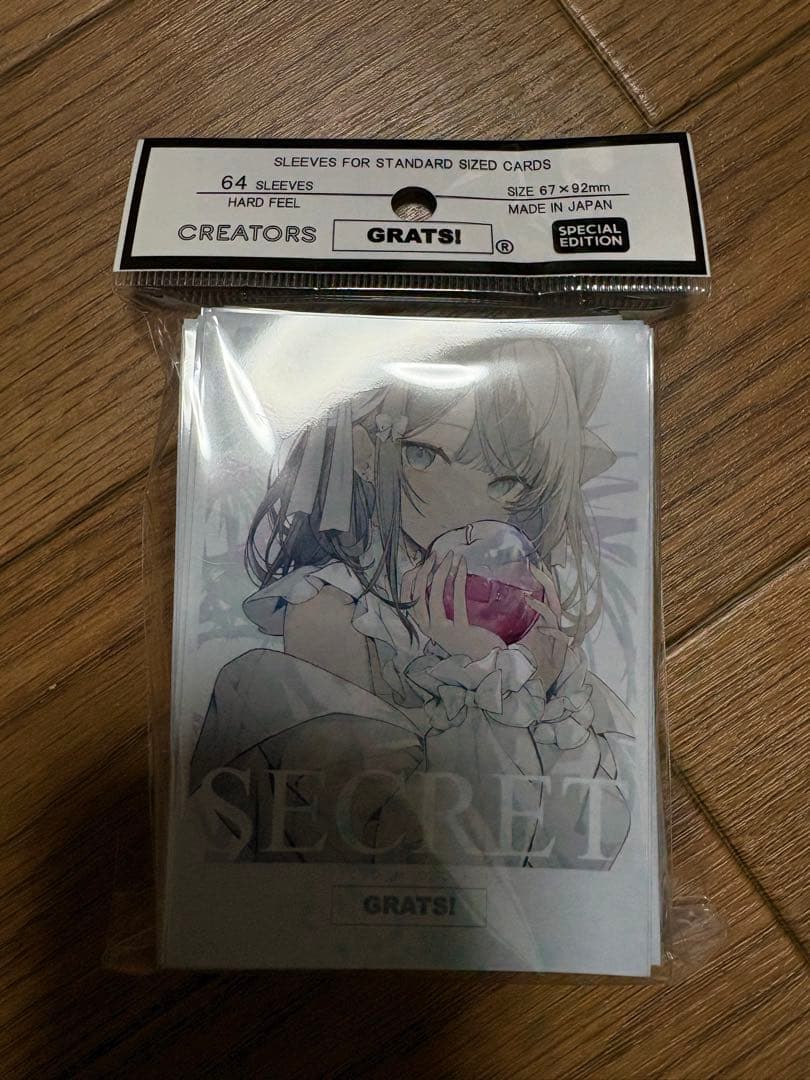 SLEEVES FOR STANDARD SIZED CARDS
64 SLEEVES
SIZE 67×92mm
HARD FEEL
MADE IN JAPAN
CREATORS
GRATS!
®
SPECIAL
EDITION
SECRET
GRATS!